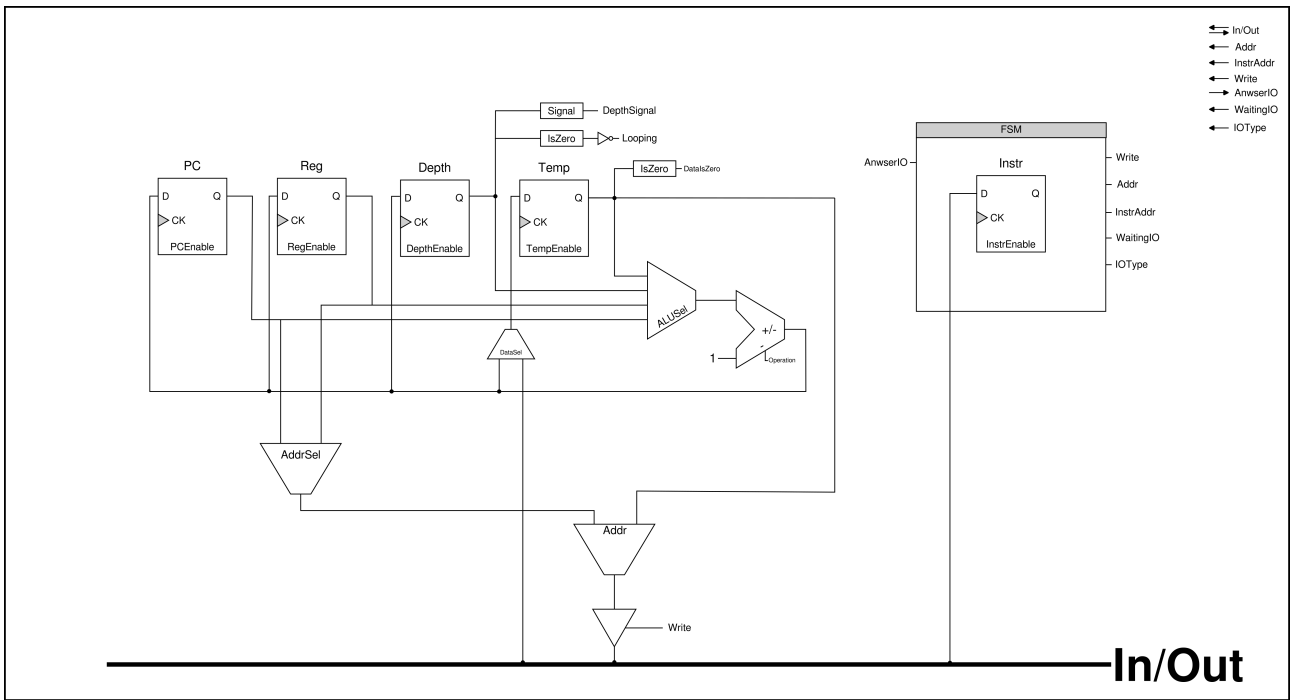 In/Out
Addr
InstrAddr
Write
AnwserIO
WaitingIO
IOType
Signal DepthSignal
IsZero Looping
PC
Reg
Depth
Temp
IsZero DataIsZero
D Q
CK
PCEnable
D Q
CK
RegEnable
D Q
CK
DepthEnable
D Q
CK
TempEnable
FSM
AnwserIO
Instr
D Q
CK
InstrEnable
Write
Addr
InstrAddr
WaitingIO
IOType
ALUSel
+/-
-
1
Operation
DataSel
AddrSel
Addr
Write
In/Out